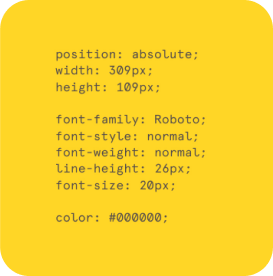 position: absolute;
width: 309px;
height: 109px;
font-family: Roboto;
font-style: normal;
font-weight: normal;
line-height: 26px;
font-size: 20px;
color: #000000;